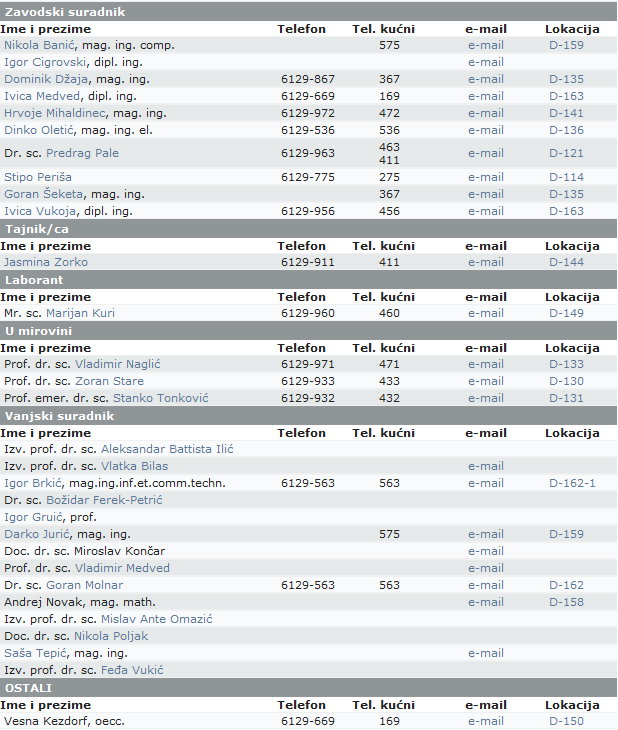 Zavodski suradnik
Ime i prezime Telefon Tel. kućni e-mail Lokacija
Nikola Banić, mag. ing. comp. 575 e-mail D-159
Igor Cigrovski, dipl. ing. e-mail
Dominik Džaja, mag. ing. 6129-867 367 e-mail D-135
Ivica Medved, dipl. ing. 6129-669 169 e-mail D-163
Hrvoje Mihaldinec, mag. ing. 6129-972 472 e-mail D-141
Dinko Oletić, mag. ing. el. 6129-536 536 e-mail D-136
Dr. sc. Predrag Pale 6129-963 463 e-mail D-121
411
Stipo Periša 6129-775 275 e-mail D-114
Goran Šeketa, mag. ing. 367 e-mail D-135
Ivica Vukoja, dipl. ing. 6129-956 456 e-mail D-163
Tajnik/ca
Ime i prezime Telefon Tel. kućni e-mail Lokacija
Jasmina Zorko 6129-911 411 e-mail D-144
Laborant
Ime i prezime Telefon Tel. kućni e-mail Lokacija
Mr. sc. Marijan Kuri 6129-960 460 e-mail D-149
U mirovini
Ime i prezime Telefon Tel. kućni e-mail Lokacija
Prof. dr. sc. Vladimir Naglić 6129-971 471 e-mail D-133
Prof. dr. sc. Zoran Stare 6129-933 433 e-mail D-130
Prof. emer. dr. sc. Stanko Tonković 6129-932 432 e-mail D-131
Vanjski suradnik
Ime i prezime Telefon Tel. kućni e-mail Lokacija
Izv. prof. dr. sc. Aleksandar Battista Ilić
Izv. prof. dr. sc. Vlatka Bilas e-mail
Igor Brkić, mag.ing.inf.et.comm.techn. 6129-563 563 e-mail D-162-1
Dr. sc. Božidar Ferek-Petrić
Igor Gruić, prof.
Darko Jurić, mag. ing. 575 e-mail D-159
Doc. dr. sc. Miroslav Končar e-mail
Prof. dr. sc. Vladimir Medved e-mail
Dr. sc. Goran Molnar 6129-563 563 e-mail D-162
Andrej Novak, mag. math. e-mail D-158
Izv. prof. dr. sc. Mislav Ante Omazić
Doc. dr. sc. Nikola Poljak
Saša Tepić, mag. ing. e-mail
Izv. prof. dr. sc. Feđa Vukić
OSTALI
Ime i prezime Telefon Tel. kućni e-mail Lokacija
Vesna Kezdorf, oecc. 6129-669 169 e-mail D-150